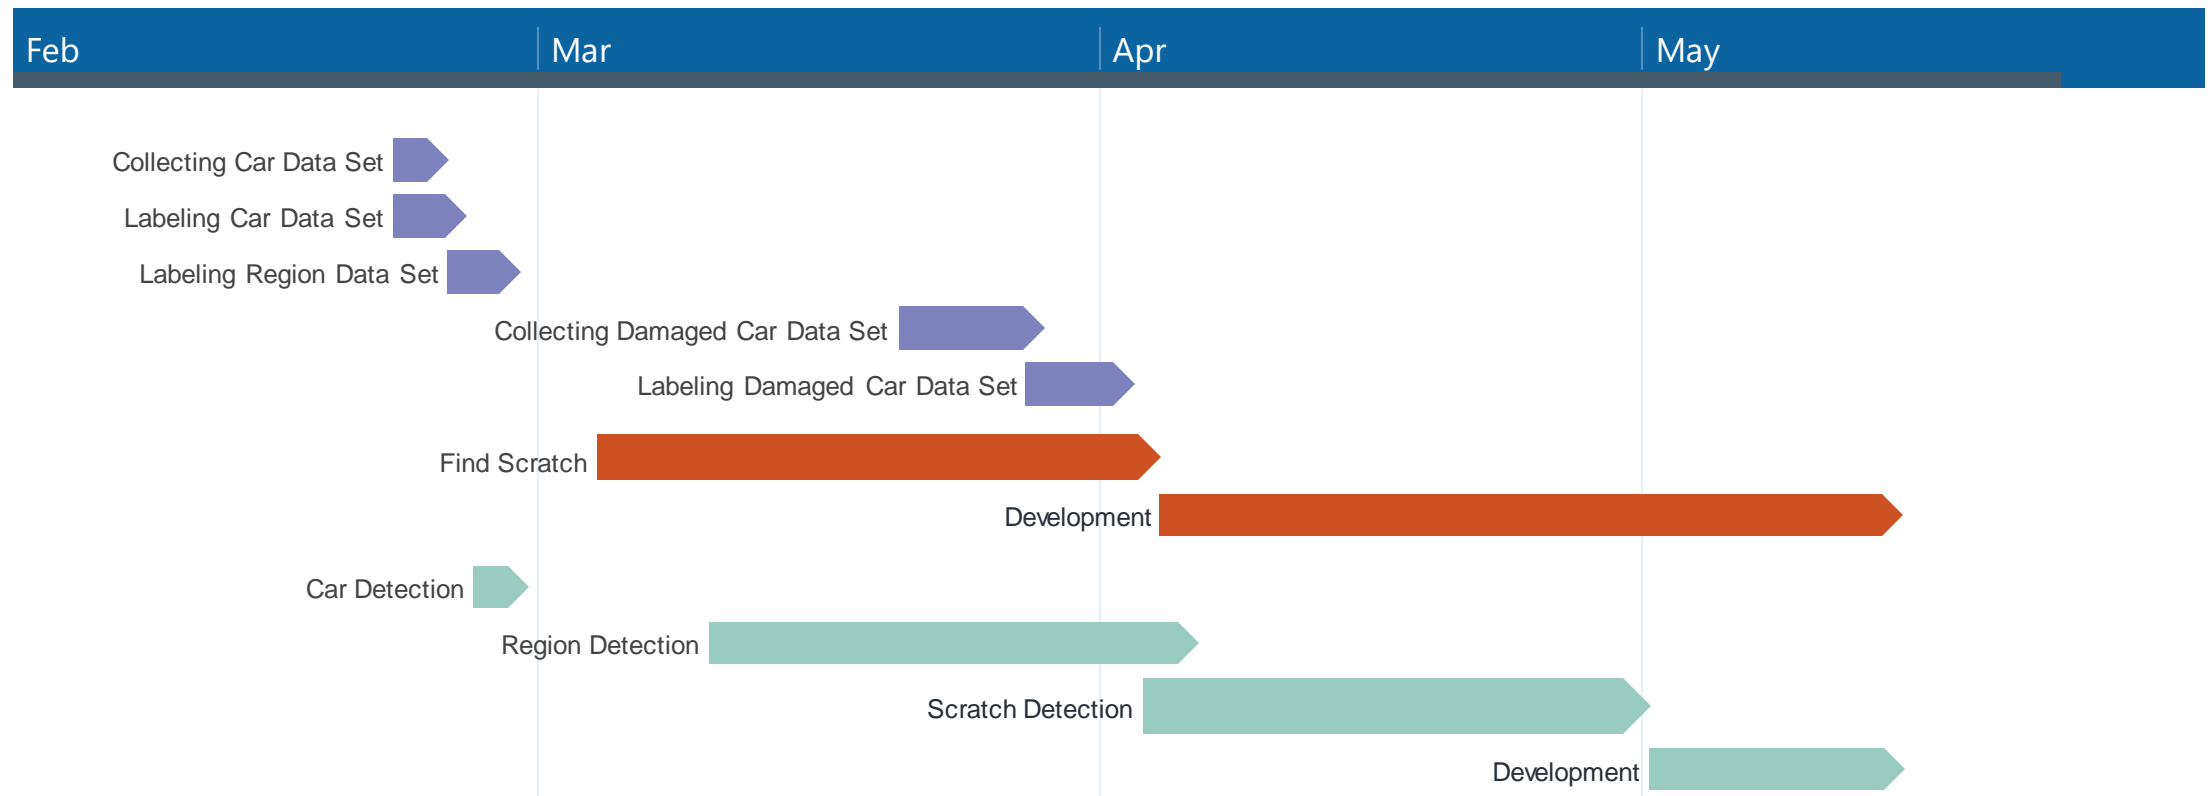 Feb
Mar
Apr
May
Collecting Car Data Set
Labeling Car Data Set
Labeling Region Data Set
Collecting Damaged Car Data Set
Labeling Damaged Car Data Set
Find Scratch
Development
Car Detection
Region Detection
Scratch Detection
Development